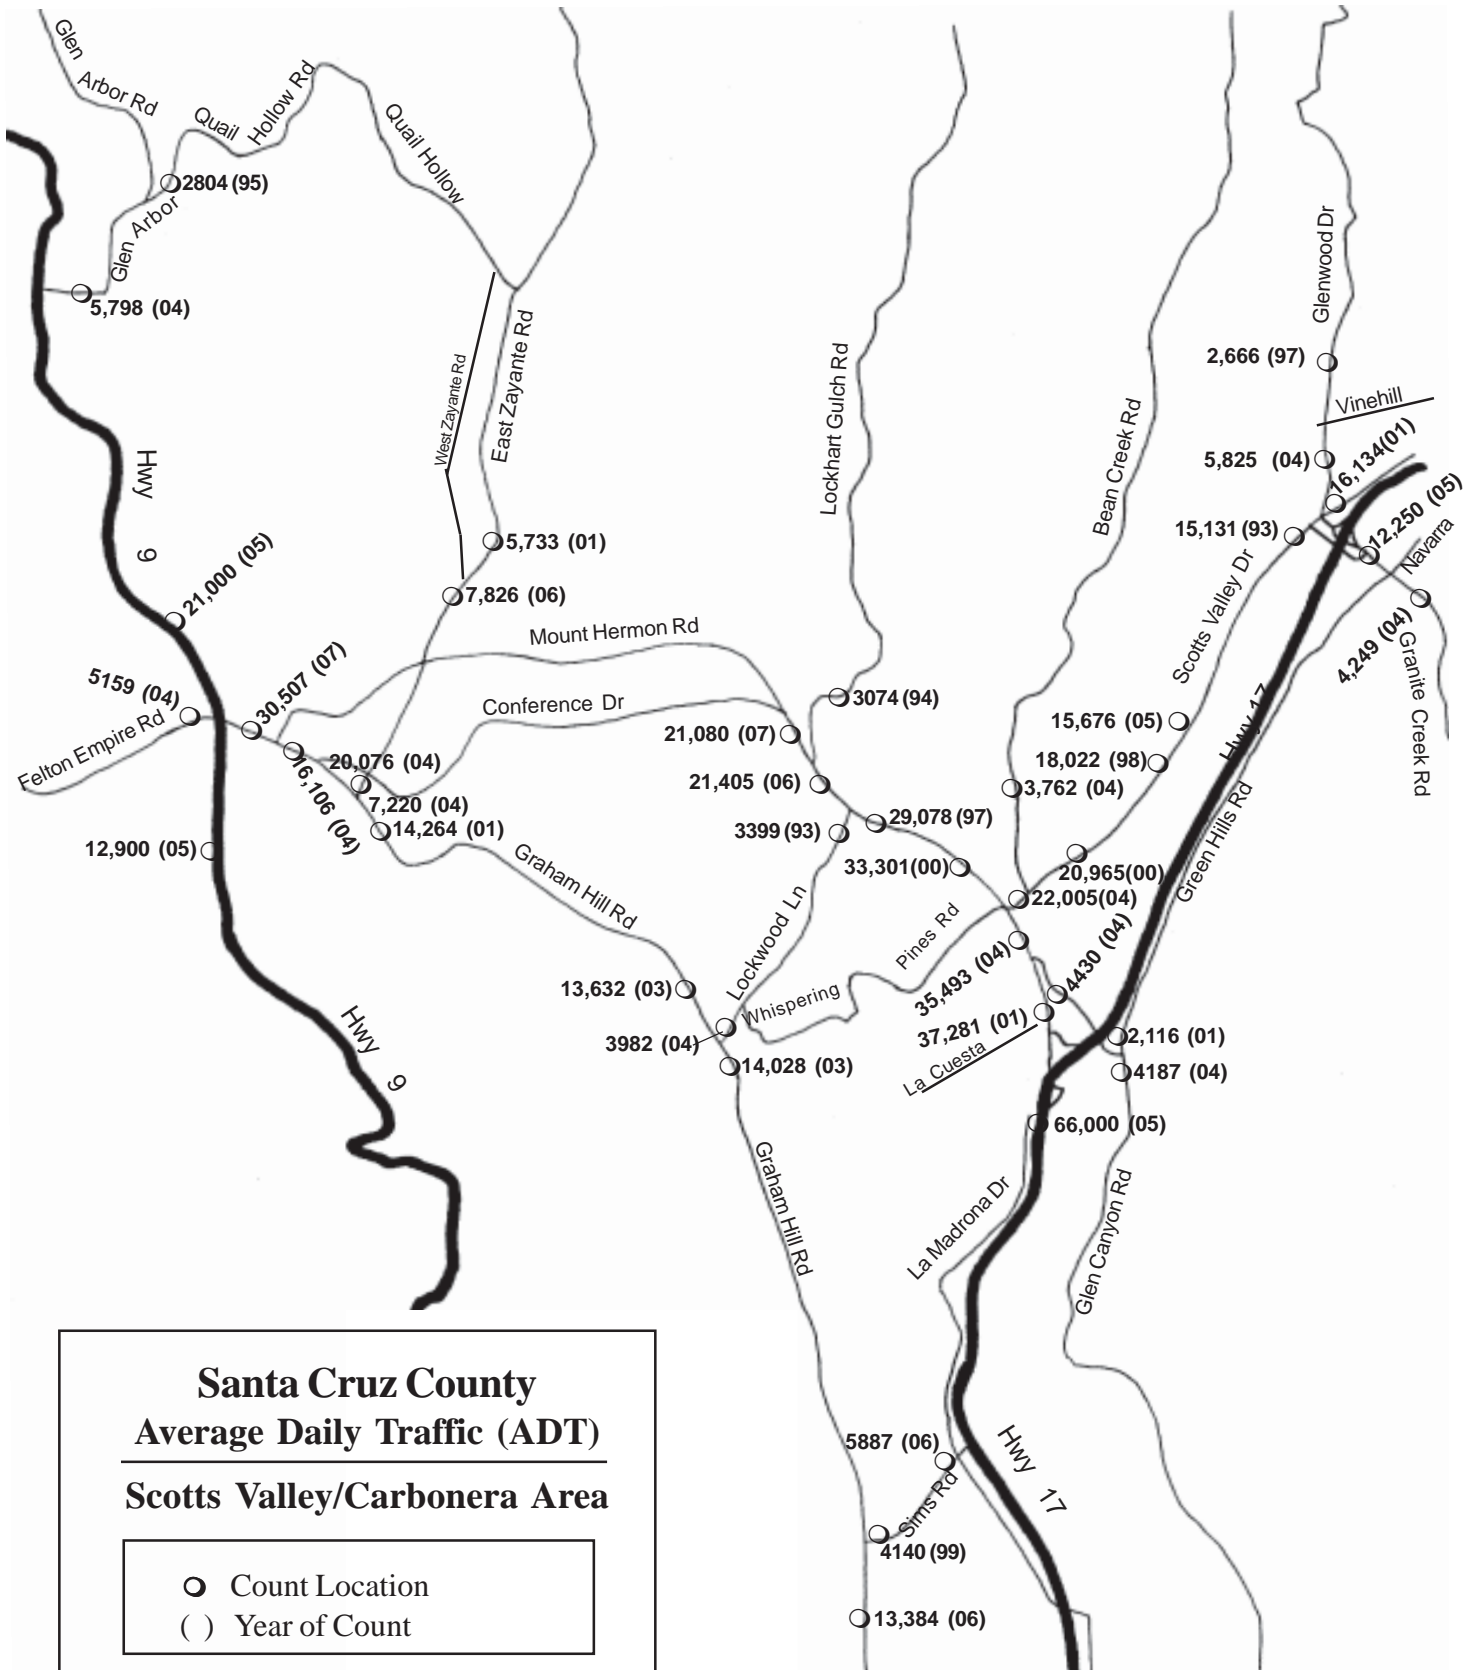 Glen
Arbor Rd
Quail
Hollow Rd
Quail Hollow
2804 (95)
Glen Arbor
5,798 (04)
Glenwood Dr
2,666 (97)
Vinehill
West Zayante Rd
East Zayante Rd
Lockhart Gulch Rd
Bean Creek Rd
5,825 (04)
16,134(01)
Hwy
9
12,250 (05)
15,131 (93)
Navarra
21,000 (05)
5,733 (01)
7,826 (06)
Scotts Valley Dr
4,249 (04)
Granite Creek Rd
Mount Hermon Rd
5159 (04)
30,507 (07)
Conference Dr
3074 (94)
Felton Empire Rd
21,080 (07)
15,676 (05)
Hwy 17
20,076 (04)
18,022 (98)
16,106 (04)
21,405 (06)
3,762 (04)
7,220 (04)
Green Hills Rd
14,264 (01)
3399 (93)
29,078 (97)
12,900 (05)
33,301(00)
20,965(00)
Graham Hill Rd
22,005(04)
Lockwood Ln
Pines Rd
35,493 (04)
4430 (04)
13,632 (03)
Whispering
37,281 (01)
3982 (04)
2,116 (01)
Hwy
9
La Cuesta
14,028 (03)
4187 (04)
66,000 (05)
Graham Hill Rd
La Madrona Dr
Glen Canyon Rd
Santa Cruz County
Average Daily Traffic (ADT)
Scotts Valley/Carbonera Area
5887 (06)
Hwy
17
Sims Rd
4140 (99)
Count Location
( ) Year of Count
13,384 (06)